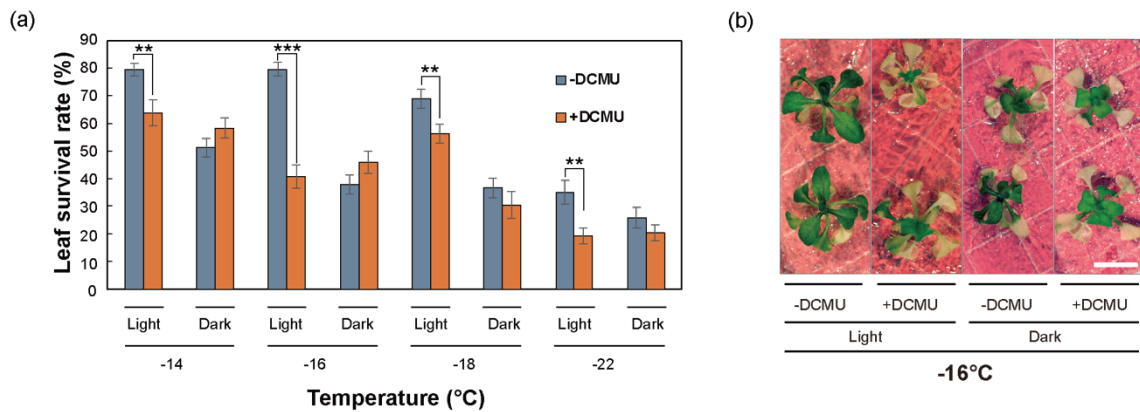 (a)
Leaf survival rate (%)
90
80
70
60
50
40
30
20
10
0
**
***
**
**
-DCMU
+DCMU
Light Dark Light Dark Light Dark Light Dark
-14 -16 -18 -22
Temperature (°C)
(b)
-DCMU +DCMU -DCMU +DCMU
Light Dark
-16°C